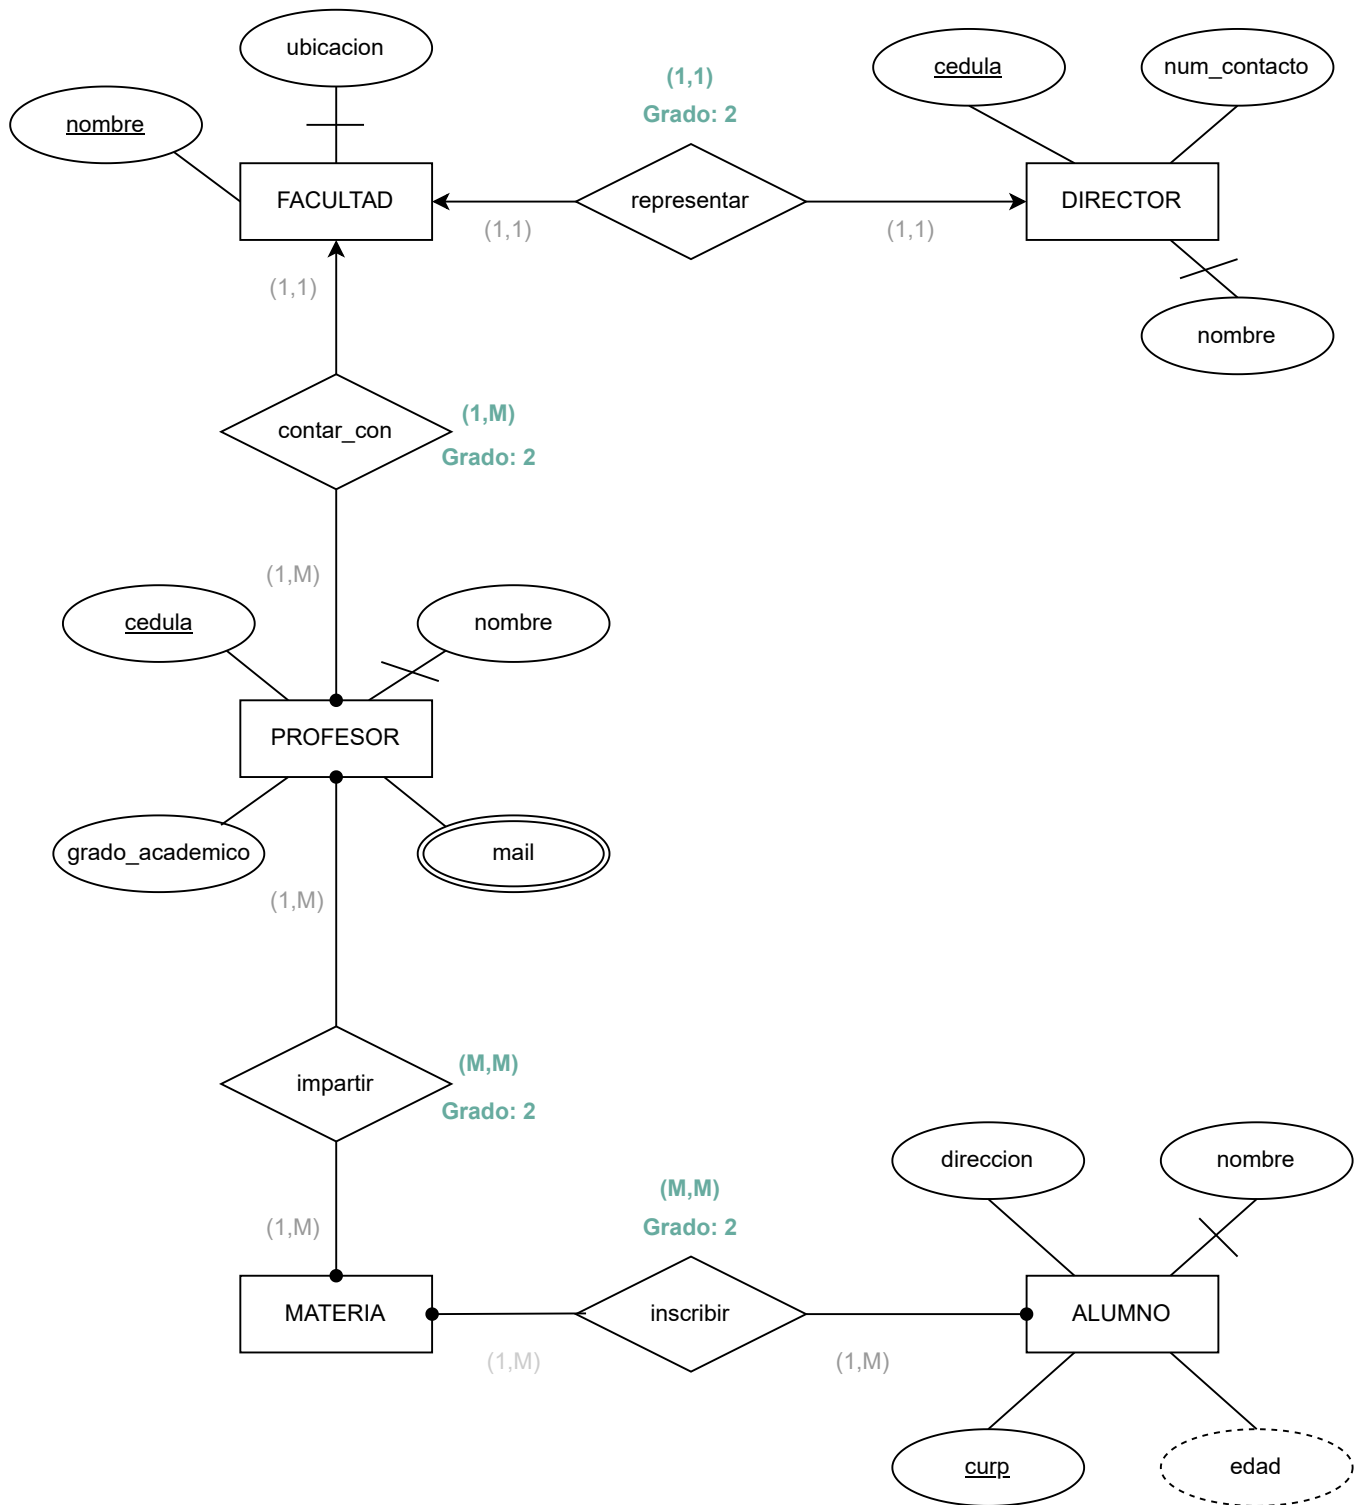 ubicacion
nombre
(1,1)
Grado: 2
cedula
num_contacto
FACULTAD
representar
DIRECTOR
(1,1)
(1,1)
(1,1)
nombre
contar_con
(1,M)
Grado: 2
(1,M)
cedula
nombre
PROFESOR
grado_academico
mail
(1,M)
impartir
(M,M)
Grado: 2
direccion
nombre
(M,M)
Grado: 2
(1,M)
MATERIA
inscribir
ALUMNO
(1,M)
(1,M)
curp
edad